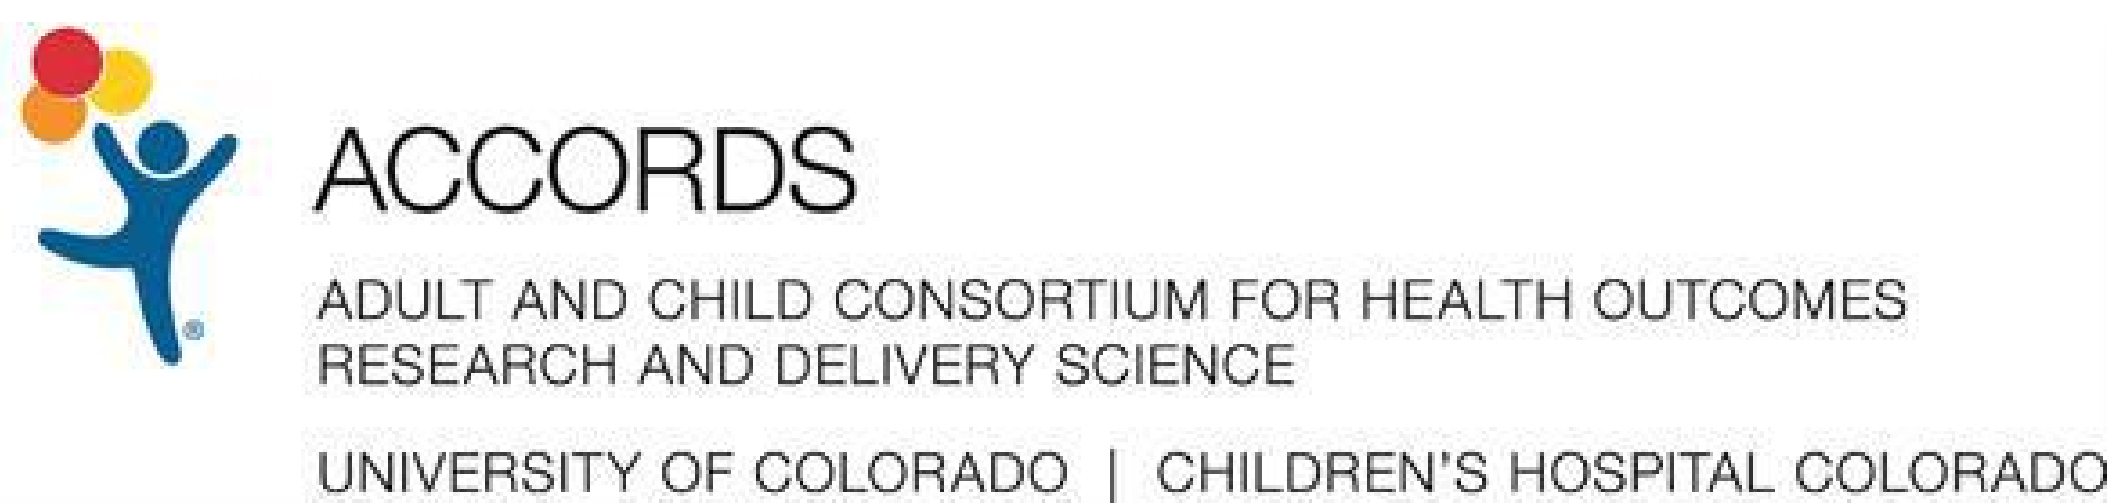 ACCORDS
ADULT AND CHILD CONSORTIUM FOR HEALTH OUTCOMES
RESEARCH AND DELIVERY SCIENCE
UNIVERSITY OF COLORADO | CHILDREN'S HOSPITAL COLORADO
®